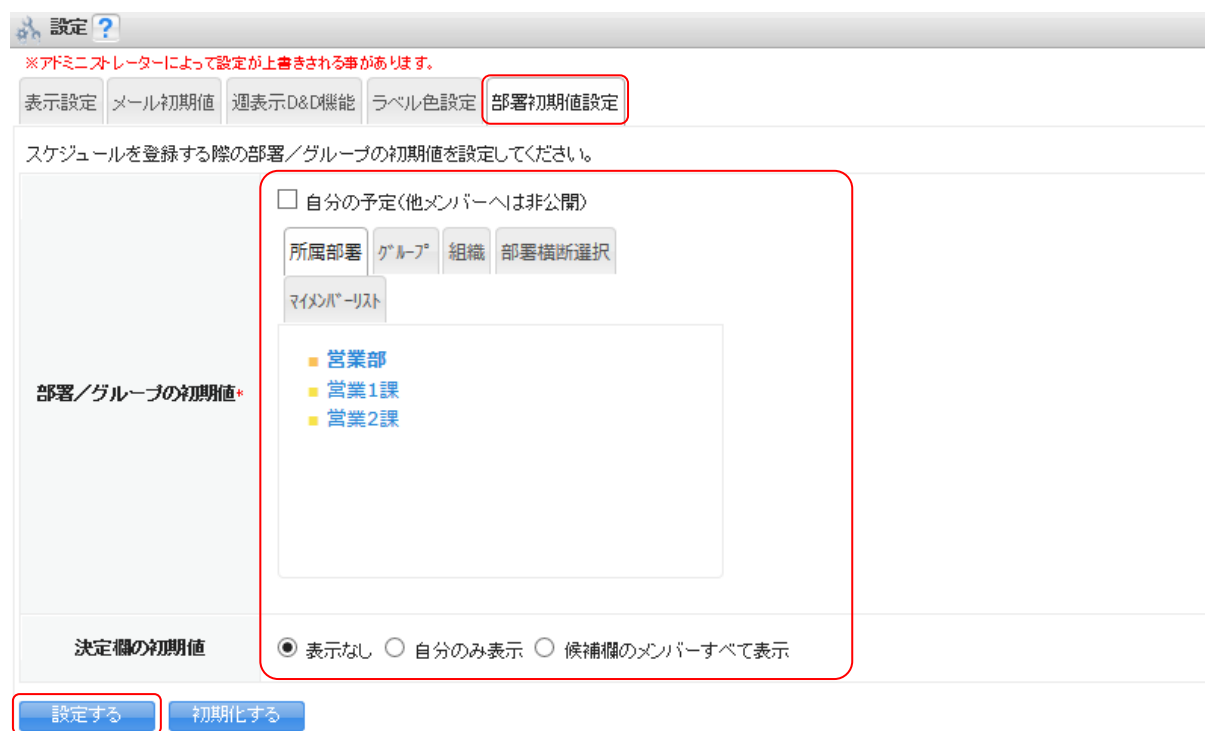 設定 ?
※アドミニストレーターによって設定が上書きされる事があります。
表示設定 メール初期値 週表示D&D機能 ラベル色設定 部署初期値設定
スケジュールを登録する際の部署／グループの初期値を設定してください。
自分の予定(他メンバーへは非公開)
所属部署 ｸﾞﾙｰﾌﾟ 組織 部署横断選択
ﾏｲﾒﾝﾊﾞｰﾘｽﾄ
営業部
営業1課
営業2課
部署／グループの初期値*
決定欄の初期値
表示なし 自分のみ表示 候補欄のメンバーすべて表示
設定する 初期化する